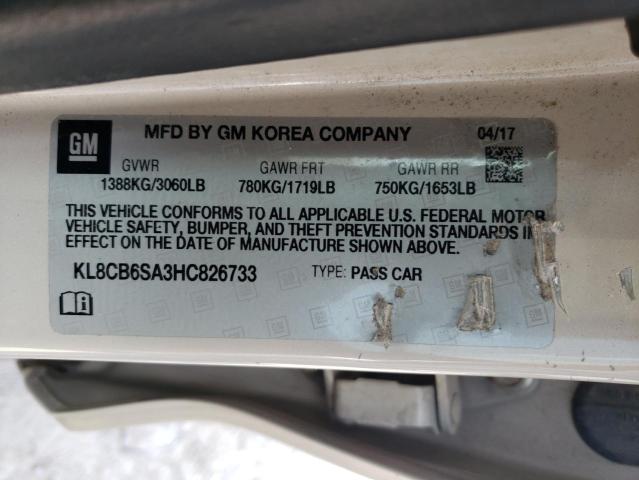 GM
MFD BY GM KOREA COMPANY 04/17
GVWR GAWR FRT GAWR RR
1388KG/3060LB 780KG/1719LB 750KG/1653LB
THIS VEHICLE CONFORMS TO ALL APPLICABLE U.S. FEDERAL MOTOR
VEHICLE SAFETY, BUMPER, AND THEFT PREVENTION STANDARDS IN
EFFECT ON THE DATE OF MANUFACTURE SHOWN ABOVE.
KL8CB6SA3HC826733 TYPE: PASS CAR